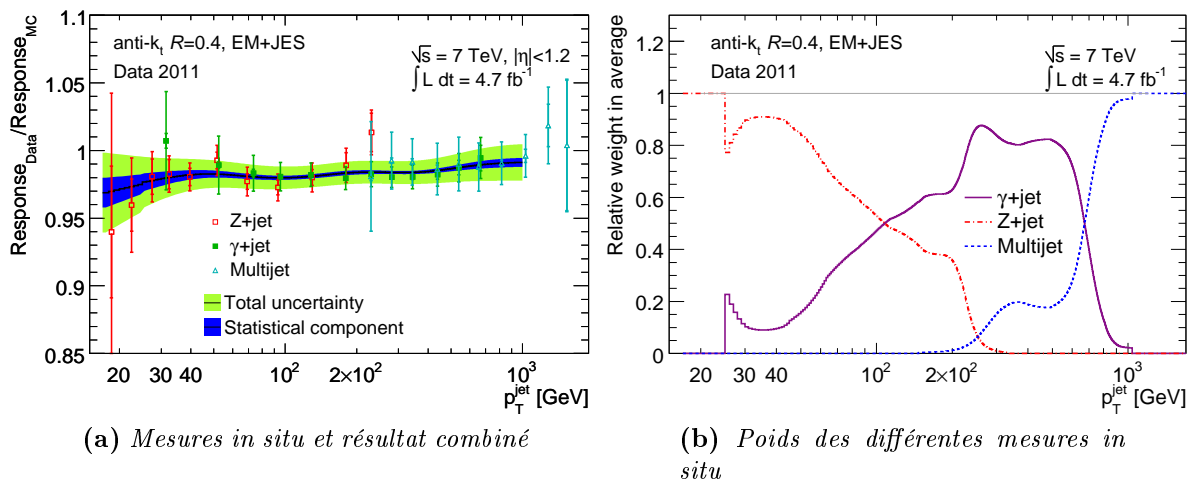 1.1
1.05
1
0.95
0.9
0.85
Response_Data/Response_MC
anti-k_t R=0.4, EM+JES
Data 2011
√s = 7 TeV, |η|<1.2
∫L dt = 4.7 fb⁻¹
Z+jet
γ+jet
Multijet
Total uncertainty
Statistical component
20 30 40 10² 2×10² 10³
p_T^jet [GeV]
(a) Mesures in situ et résultat combiné
1.2
1
0.8
0.6
0.4
0.2
0
Relative weight in average
anti-k_t R=0.4, EM+JES
Data 2011
√s = 7 TeV
∫L dt = 4.7 fb⁻¹
γ+jet
Z+jet
Multijet
20 30 40 10² 2×10² 10³
p_T^jet [GeV]
(b) Poids des différentes mesures in
situ